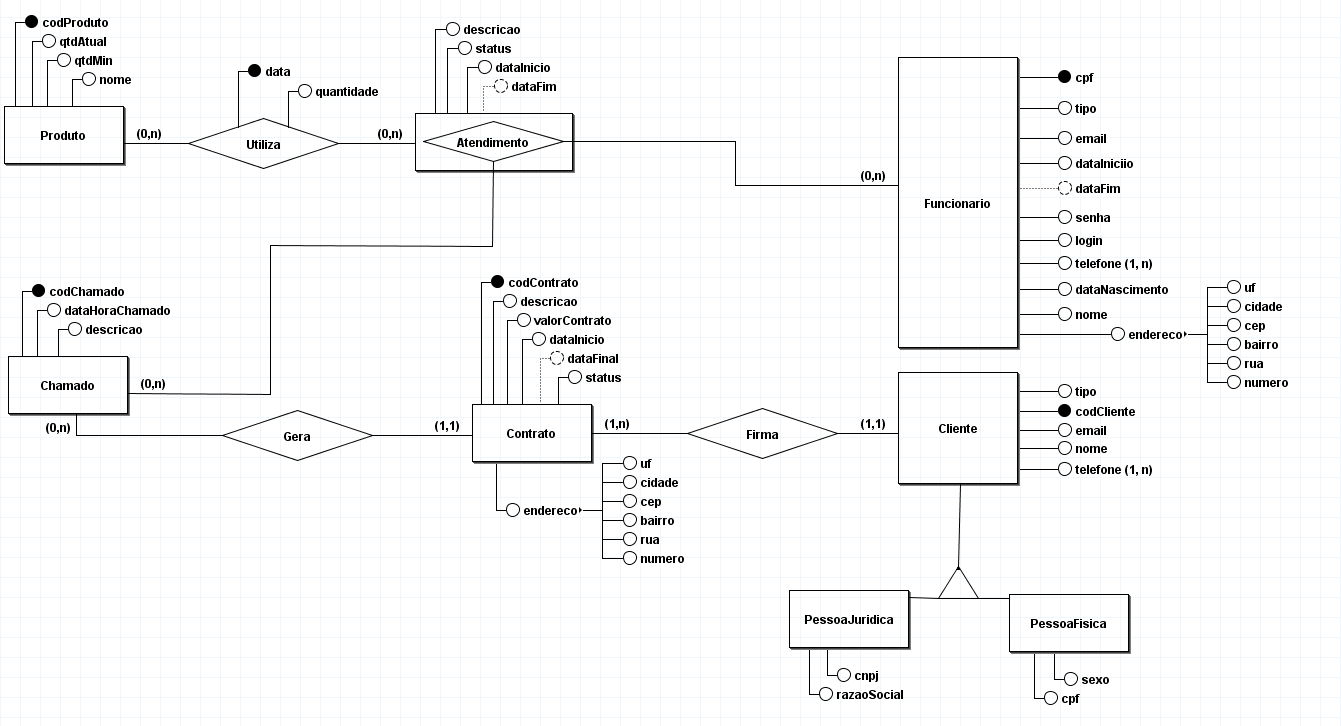 codProduto
qtdAtual
qtdMin
nome
Produto
(0,n)
data
quantidade
Utiliza
(0,n)
descricao
status
dataInicio
dataFim
Atendimento
(0,n)
Funcionario
cpf
tipo
email
dataIniciio
dataFim
senha
login
telefone (1, n)
dataNascimento
nome
endereco
uf
cidade
cep
bairro
rua
numero
codChamado
dataHoraChamado
descricao
Chamado
(0,n)
(0,n)
Gera
(1,1)
codContrato
descricao
valorContrato
dataInicio
dataFinal
status
Contrato
(1,n)
Firma
(1,1)
Cliente
tipo
codCliente
email
nome
telefone (1, n)
endereco
uf
cidade
cep
bairro
rua
numero
PessoaJuridica
cnpj
razaoSocial
PessoaFisica
sexo
cpf